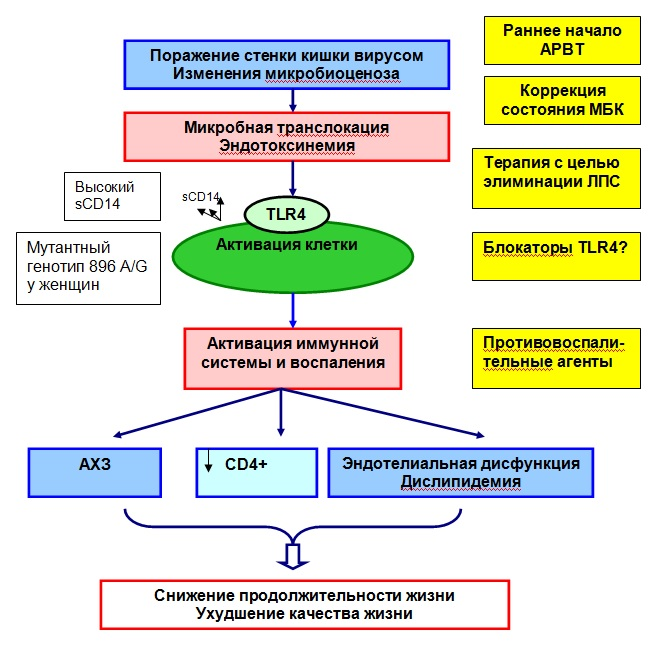 Раннее начало
АРВТ
Поражение стенки кишки вирусом
Изменения микробиоценоза
Коррекция
состояния МБК
Микробная транслокация
Эндотоксинемия
Терапия с целью
элиминации ЛПС
Высокий
sCD14
sCD14
TLR4
Активация клетки
Мутантный
генотип 896 A/G
у женщин
Блокаторы TLR4?
Активация иммунной
системы и воспаления
Противовоспали-
тельные агенты
АХЗ
CD4+
Эндотелиальная дисфункция
Дислипидемия
Снижение продолжительности жизни
Ухудшение качества жизни